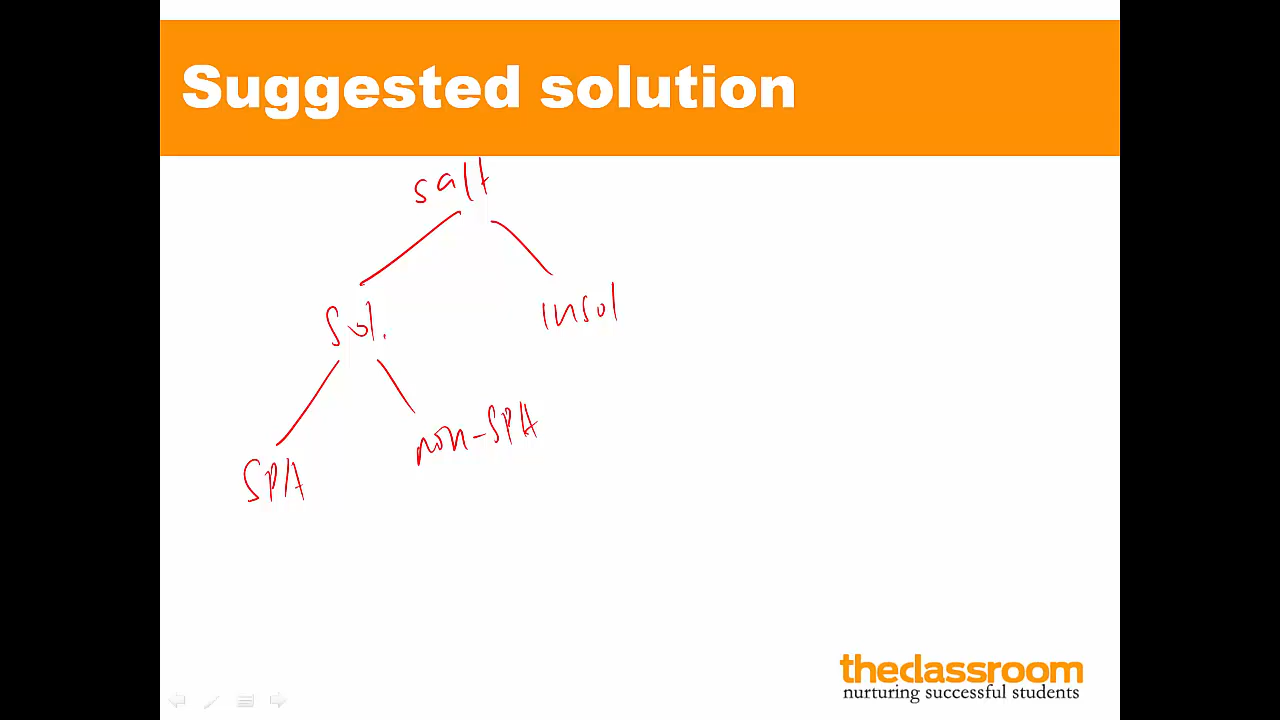 Suggested solution
salt
sol.
insol
non-SPA
SPA
theclassroom
nurturing successful students